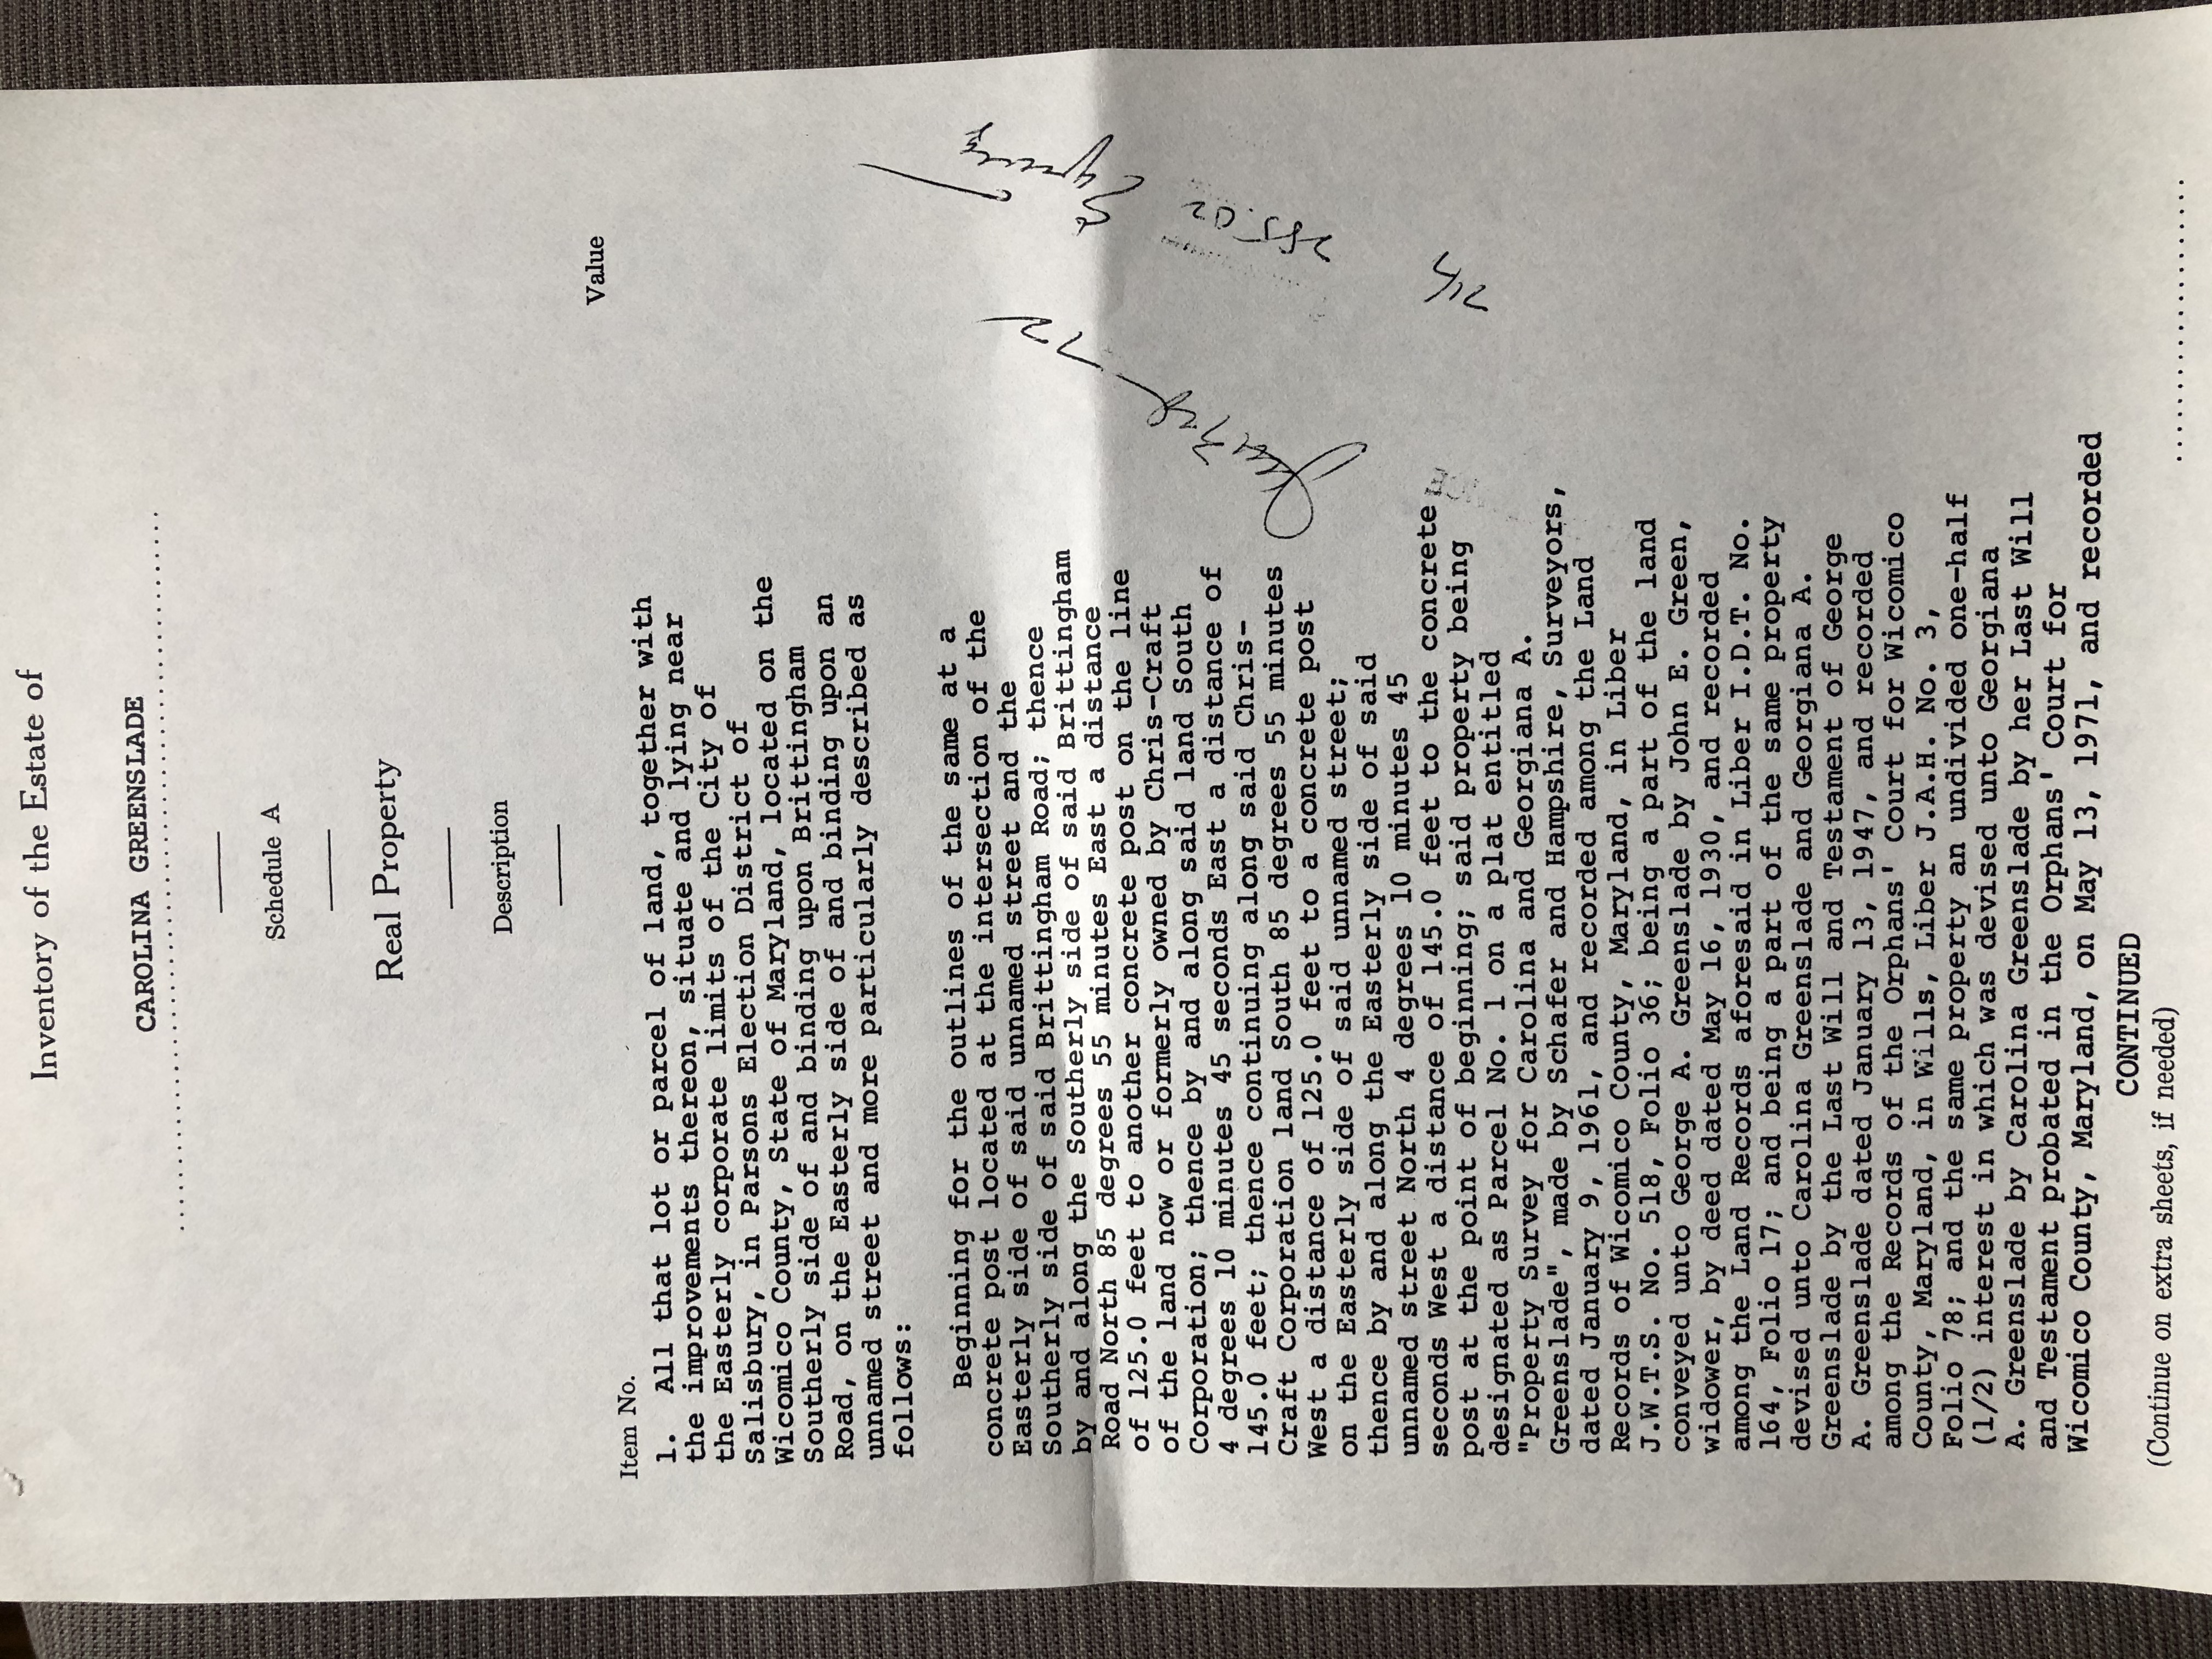 Inventory of the Estate of
CAROLINA GREENSLADE
Schedule A
Real Property
Description
Value
Item No.
1. All that lot or parcel of land, together with
the improvements thereon, situate and lying near
the Easterly corporate limits of the City of
Salisbury, in Parsons Election District of
Wicomico County, State of Maryland, located on the
Southerly side of and binding upon Brittingham
Road, on the Easterly side of and binding upon an
unnamed street and more particularly described as
follows:
Beginning for the outlines of the same at a
concrete post located at the intersection of the
Easterly side of said unnamed street and the
Southerly side of said Brittingham Road; thence
by and along the Southerly side of said Brittingham
Road North 85 degrees 55 minutes East a distance
of 125.0 feet to another concrete post on the line
of the land now or formerly owned by Chris-Craft
Corporation; thence by and along said land South
4 degrees 10 minutes 45 seconds East a distance of
145.0 feet; thence continuing along said Chris-
Craft Corporation land South 85 degrees 55 minutes
West a distance of 125.0 feet to a concrete post
on the Easterly side of said unnamed street;
thence by and along the Easterly side of said
unnamed street North 4 degrees 10 minutes 45
seconds West a distance of 145.0 feet to the concrete
post at the point of beginning; said property being
designated as Parcel No. 1 on a plat entitled
"Property Survey for Carolina and Georgiana A.
Greenslade", made by Schafer and Hampshire, Surveyors,
dated January 9, 1961, and recorded among the Land
Records of Wicomico County, Maryland, in Liber
J.W.T.S. No. 518, Folio 36; being a part of the land
conveyed unto George A. Greenslade by John E. Green,
widower, by deed dated May 16, 1930, and recorded
among the Land Records aforesaid in Liber I.D.T. No.
164, Folio 17; and being a part of the same property
devised unto Carolina Greenslade and Georgiana A.
Greenslade by the Last Will and Testament of George
A. Greenslade dated January 13, 1947, and recorded
among the Records of the Orphans' Court for Wicomico
County, Maryland, in Wills, Liber J.A.H. No. 3,
Folio 78; and the same property an undivided one-half
(1/2) interest in which was devised unto Georgiana
A. Greenslade by Carolina Greenslade by her Last Will
and Testament probated in the Orphans' Court for
Wicomico County, Maryland, on May 13, 1971, and recorded
CONTINUED
(Continue on extra sheets, if needed)
72
285.02